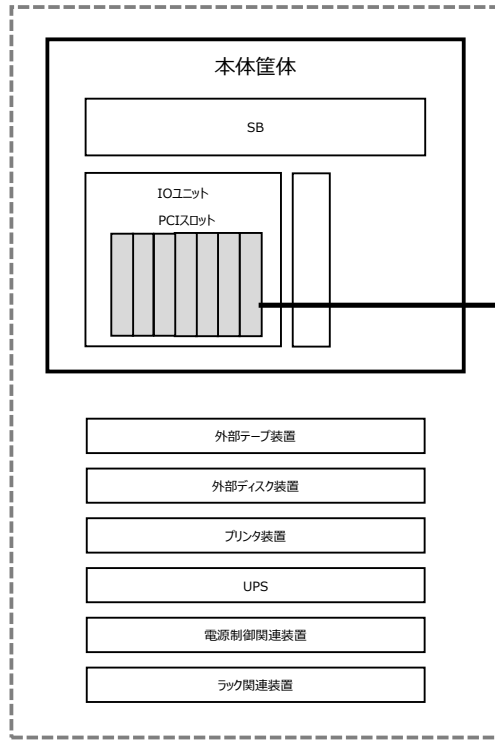 本体筐体
SB
IOユニット
PCIスロット
外部テープ装置
外部ディスク装置
プリンタ装置
UPS
電源制御関連装置
ラック関連装置